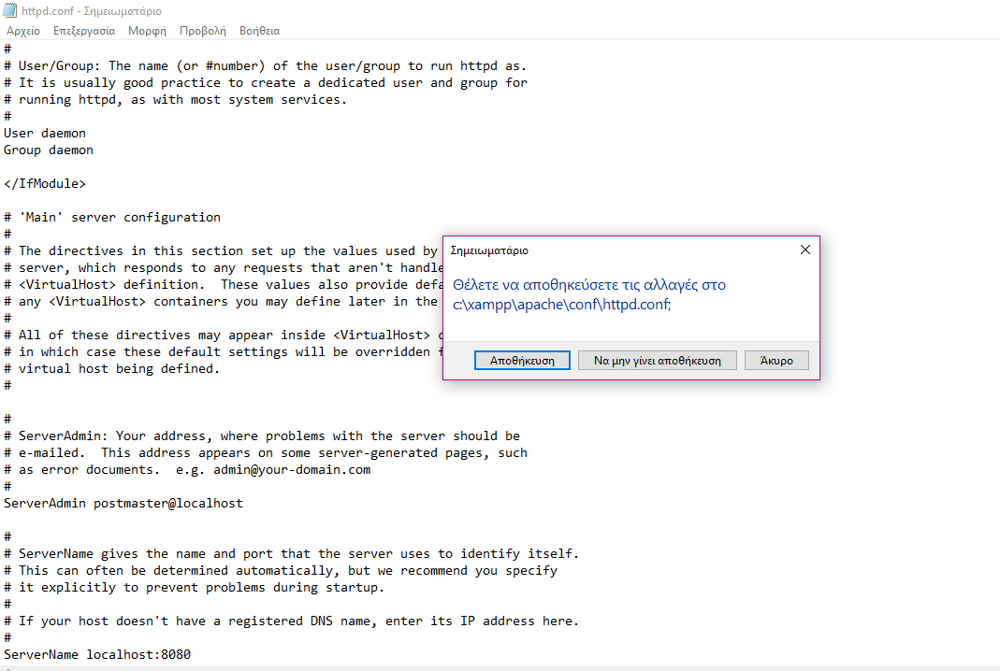 httpd.conf - Σημειωματάριο
Αρχείο Επεξεργασία Μορφή Προβολή Βοήθεια
#
# User/Group: The name (or #number) of the user/group to run httpd as.
# It is usually good practice to create a dedicated user and group for
# running httpd, as with most system services.
#
User daemon
Group daemon
</IfModule>
# 'Main' server configuration
#
# The directives in this section set up the values used by
# server, which responds to any requests that aren't handle
# <VirtualHost> definition.  These values also provide defa
# any <VirtualHost> containers you may define later in the
#
# All of these directives may appear inside <VirtualHost> c
# in which case these default settings will be overridden f
# virtual host being defined.
#
Σημειωματάριο
Θέλετε να αποθηκεύσετε τις αλλαγές στο
c:\xampp\apache\conf\httpd.conf;
Αποθήκευση Να μην γίνει αποθήκευση Άκυρο
#
# ServerAdmin: Your address, where problems with the server should be
# e-mailed.  This address appears on some server-generated pages, such
# as error documents.  e.g. admin@your-domain.com
#
ServerAdmin postmaster@localhost
#
# ServerName gives the name and port that the server uses to identify itself.
# This can often be determined automatically, but we recommend you specify
# it explicitly to prevent problems during startup.
#
# If your host doesn't have a registered DNS name, enter its IP address here.
#
ServerName localhost:8080